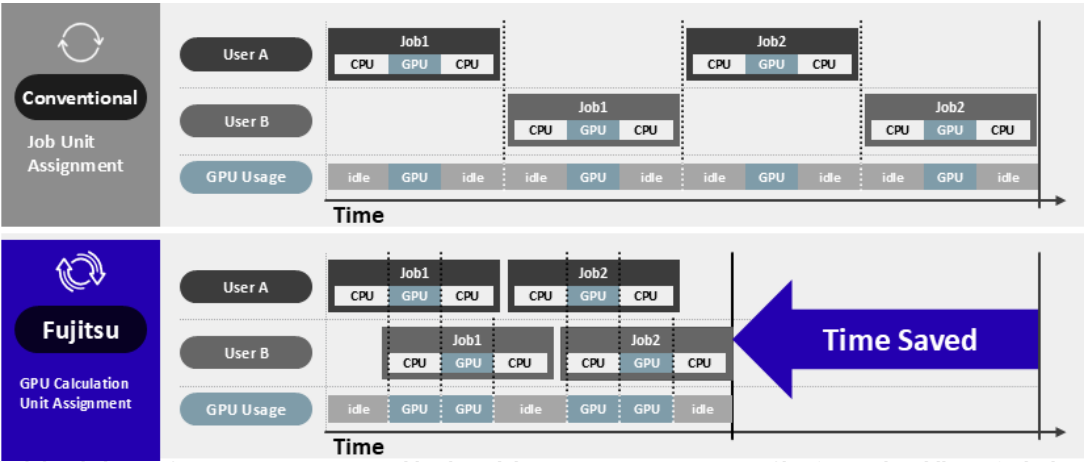 Conventional
Job Unit
Assignment
User A
Job1
CPU GPU CPU
Job2
CPU GPU CPU
User B
Job1
CPU GPU CPU
Job2
CPU GPU CPU
GPU Usage
idle GPU idle idle GPU idle idle GPU idle idle GPU idle
Time
Fujitsu
GPU Calculation
Unit Assignment
User A
Job1
CPU GPU CPU
Job2
CPU GPU CPU
User B
Job1
CPU GPU CPU
Job2
CPU GPU CPU
GPU Usage
idle GPU GPU idle GPU GPU idle
Time
Time Saved